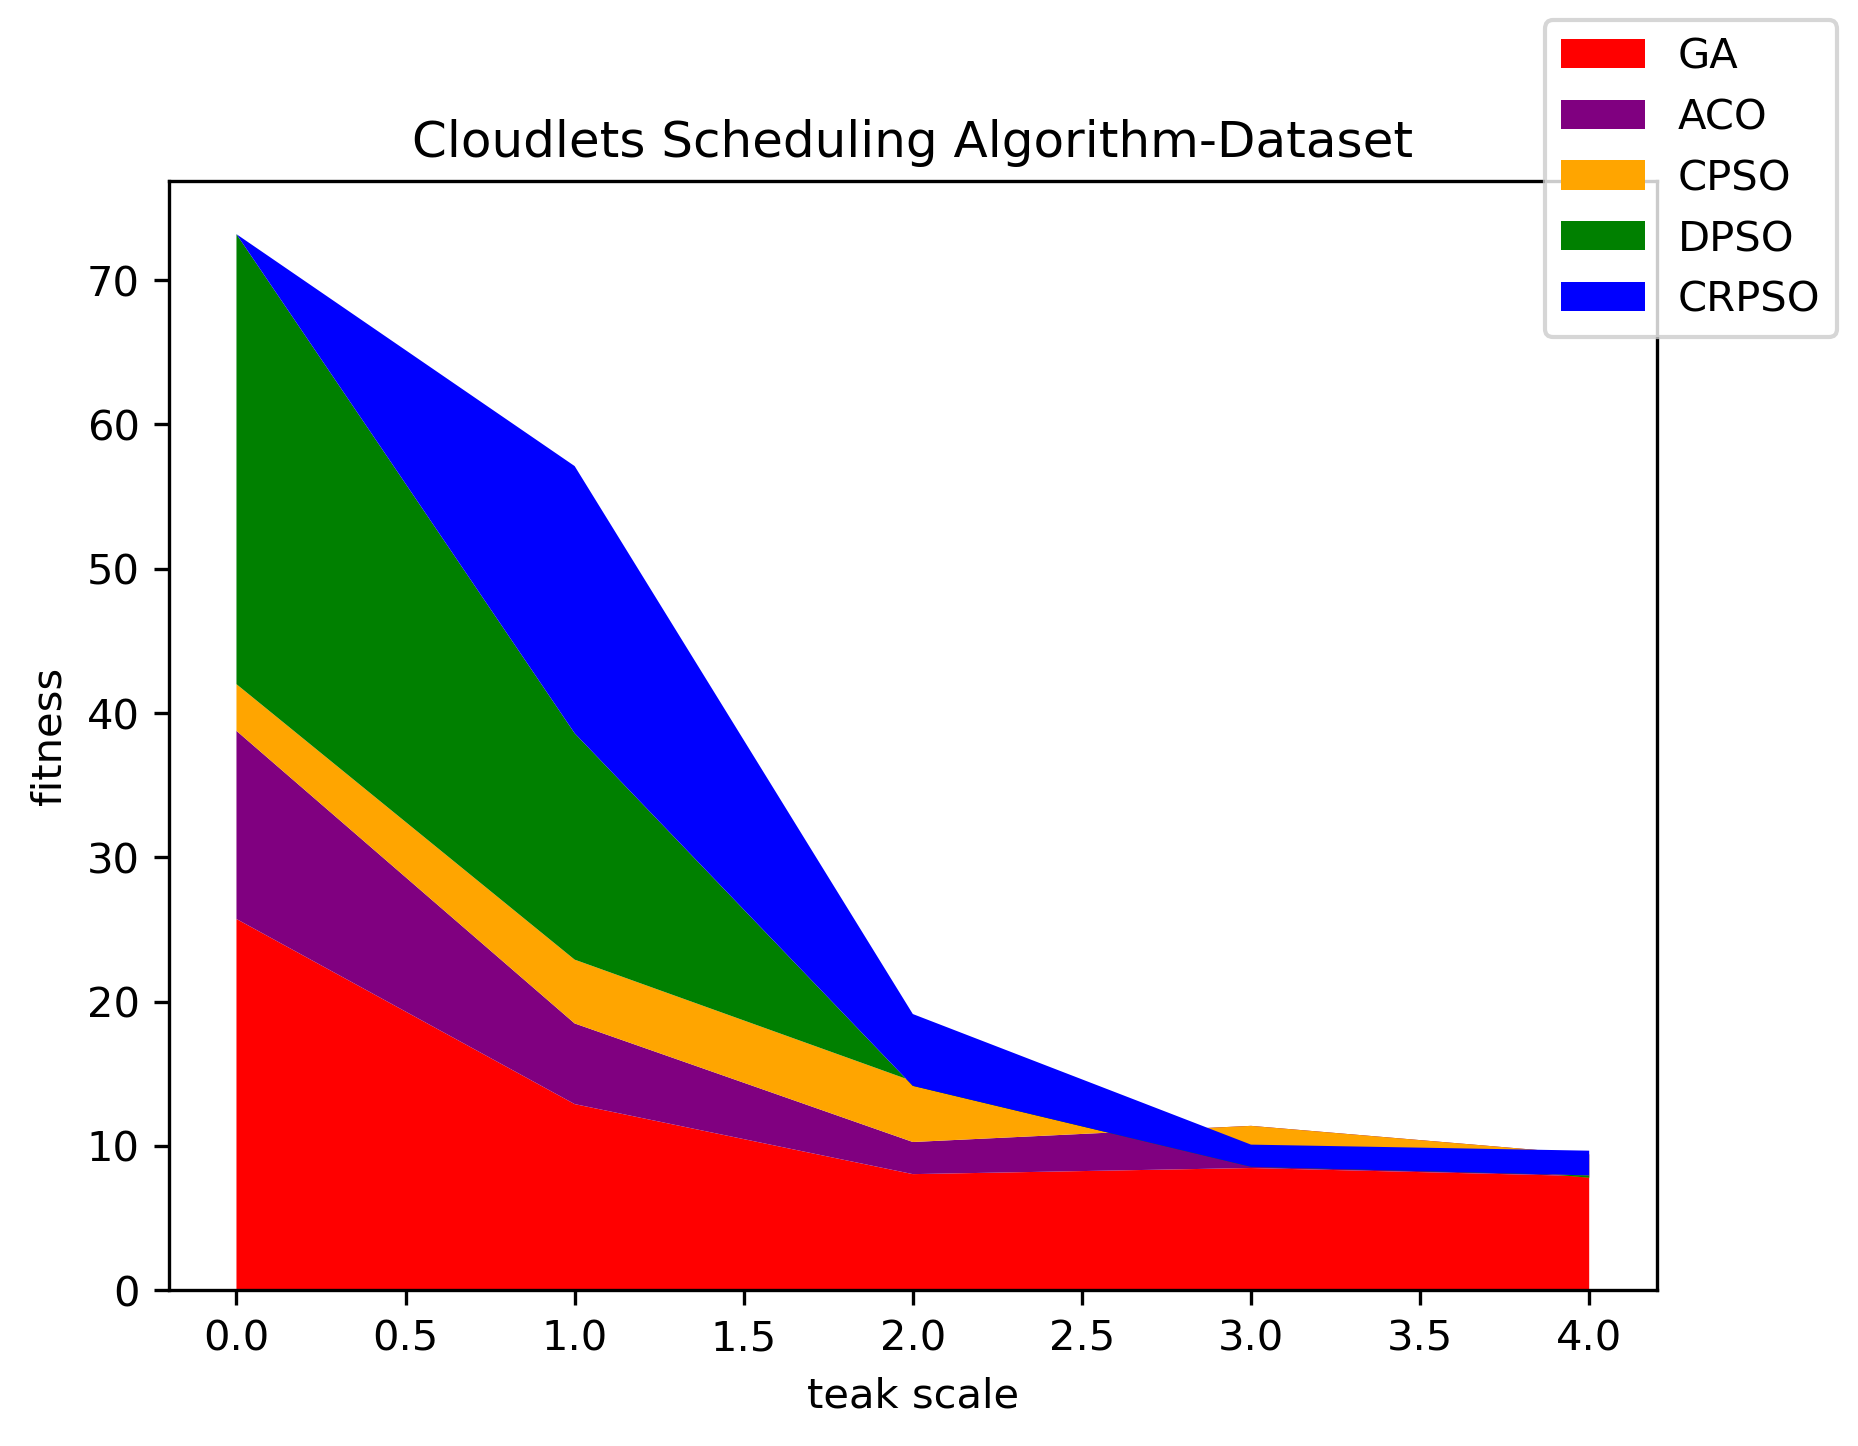 GA
ACO
CPSO
DPSO
CRPSO
Cloudlets Scheduling Algorithm-Dataset
70
60
50
40
30
20
10
0
fitness
0.0 0.5 1.0 1.5 2.0 2.5 3.0 3.5 4.0
teak scale